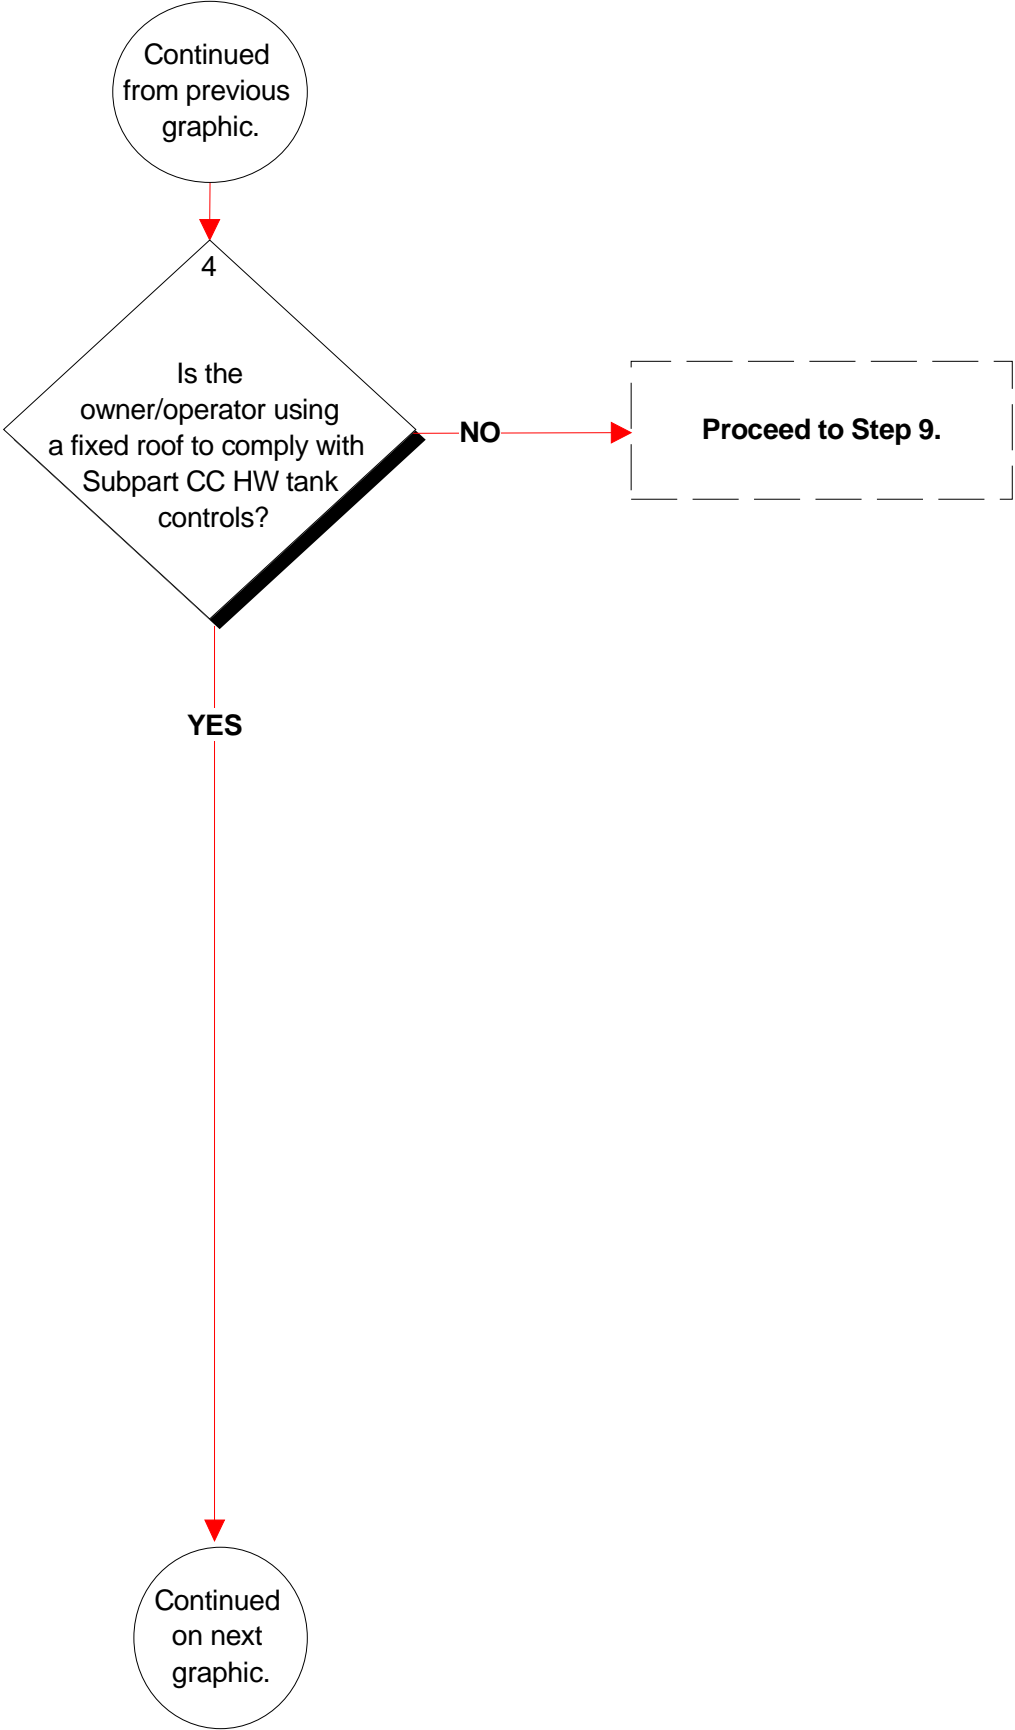 Continued
from previous
graphic.
4
Is the
owner/operator using
a fixed roof to comply with
Subpart CC HW tank
controls?
NO
Proceed to Step 9.
YES
Continued
on next
graphic.